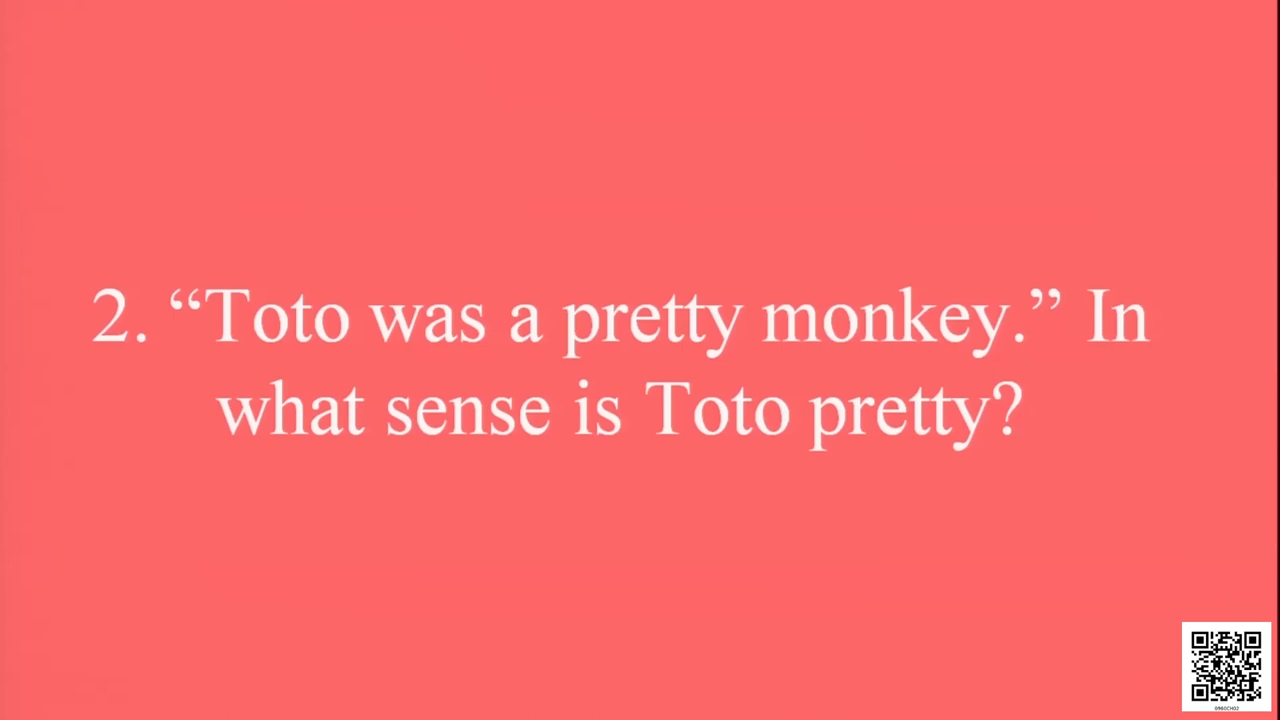 2. “Toto was a pretty monkey.” In
what sense is Toto pretty?